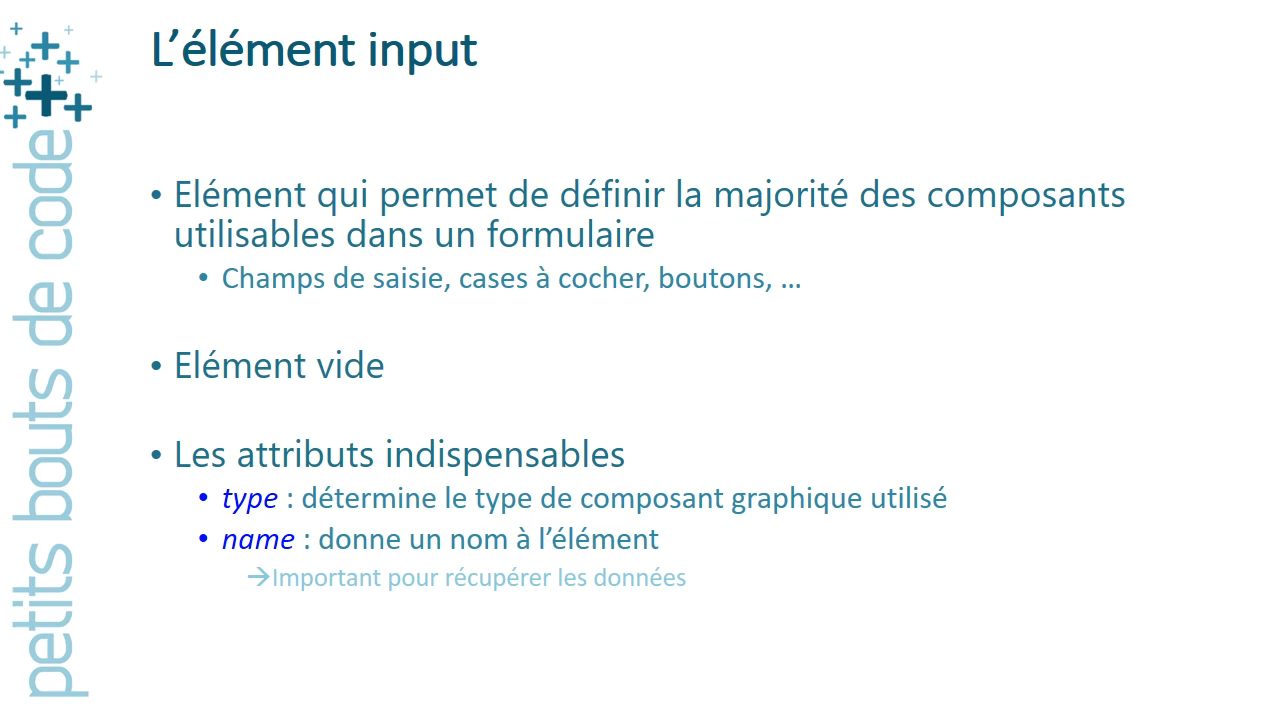 L’élément input
• Elément qui permet de définir la majorité des composants
utilisables dans un formulaire
• Champs de saisie, cases à cocher, boutons, …
• Elément vide
• Les attributs indispensables
• type : détermine le type de composant graphique utilisé
• name : donne un nom à l’élément
→Important pour récupérer les données
petits bouts de code